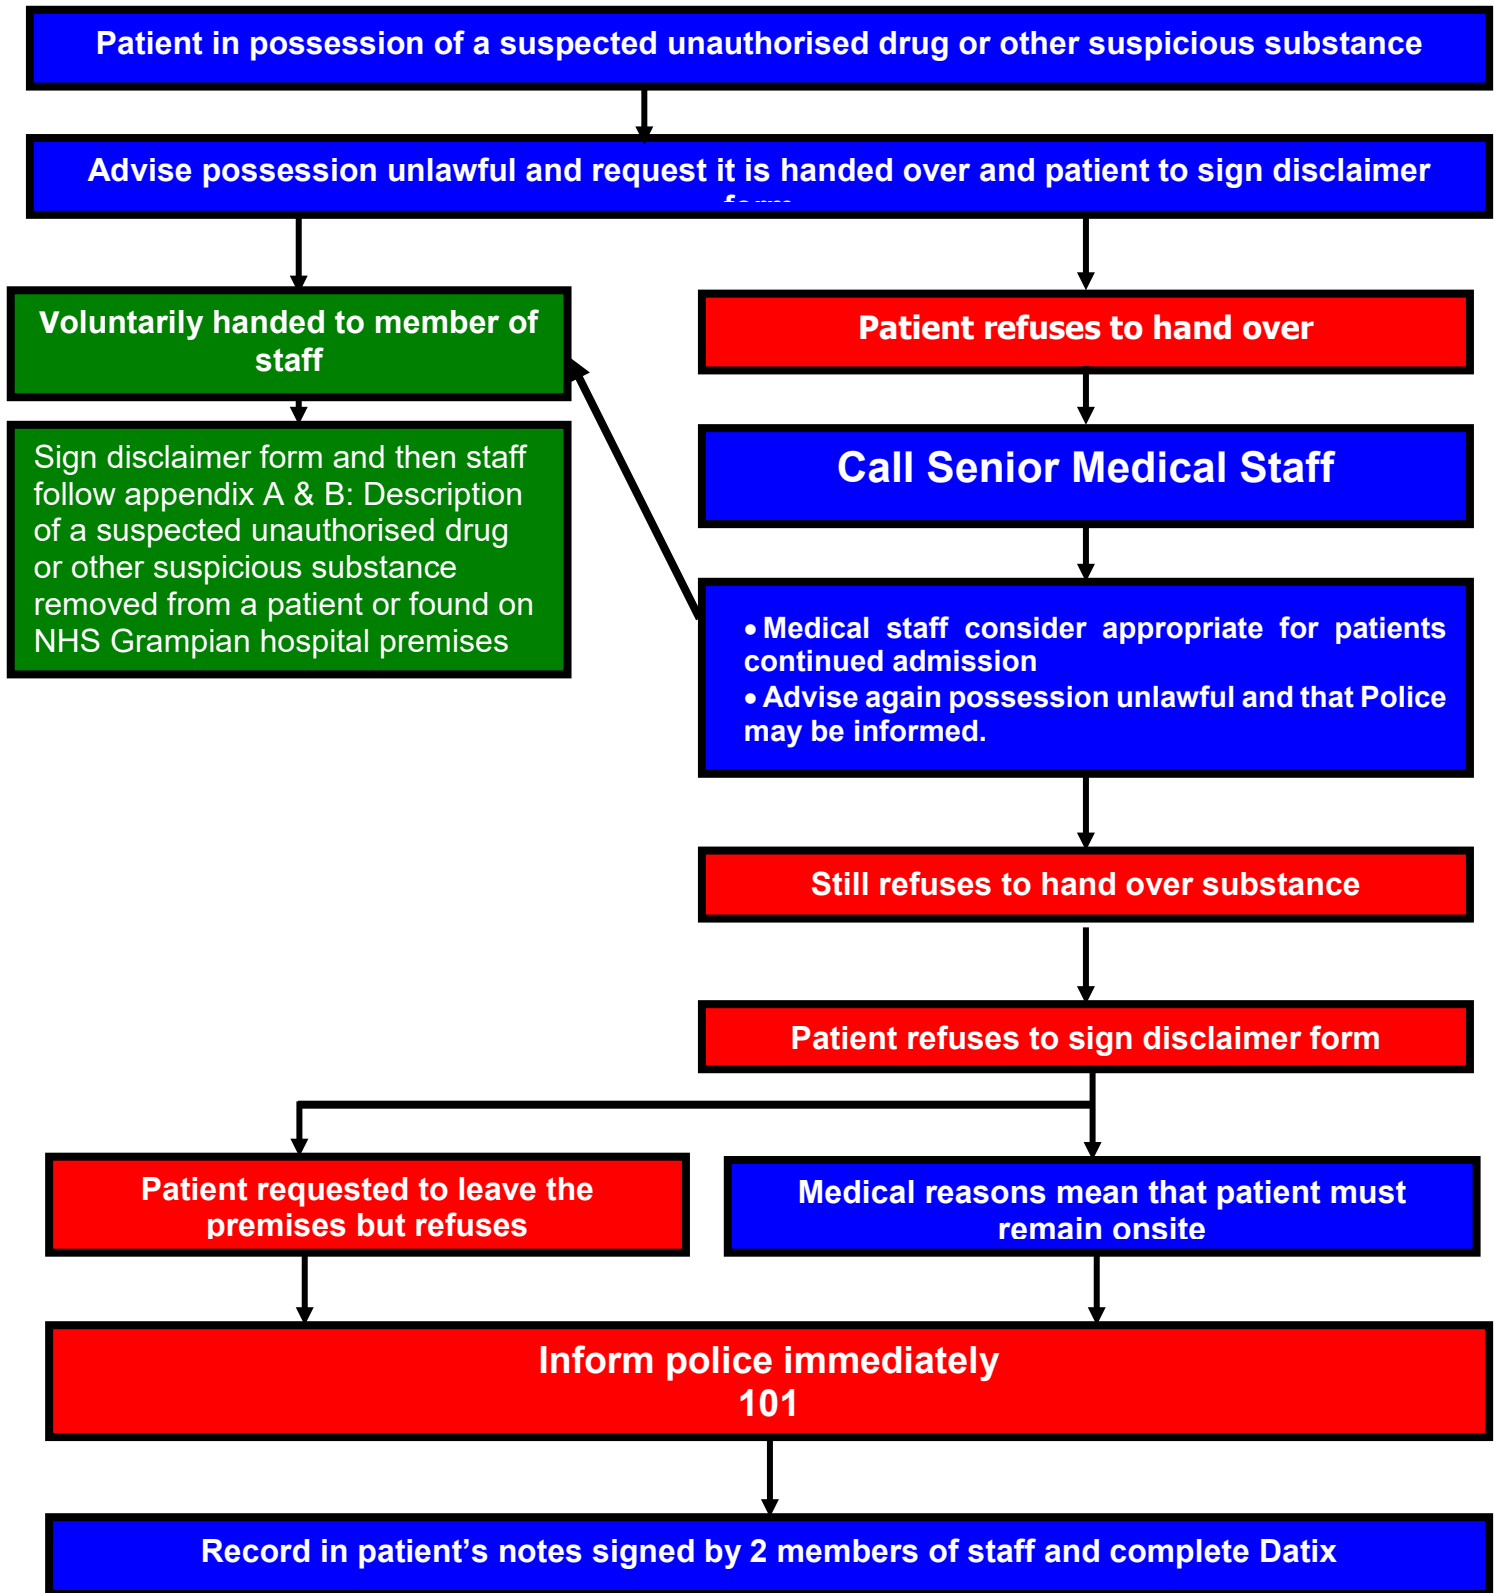 Patient in possession of a suspected unauthorised drug or other suspicious substance
Advise possession unlawful and request it is handed over and patient to sign disclaimer
form
Voluntarily handed to member of
staff
Patient refuses to hand over
Sign disclaimer form and then staff
follow appendix A & B: Description
of a suspected unauthorised drug
or other suspicious substance
removed from a patient or found on
NHS Grampian hospital premises
Call Senior Medical Staff
• Medical staff consider appropriate for patients
continued admission
• Advise again possession unlawful and that Police
may be informed.
Still refuses to hand over substance
Patient refuses to sign disclaimer form
Patient requested to leave the
premises but refuses
Medical reasons mean that patient must
remain onsite
Inform police immediately
101
Record in patient’s notes signed by 2 members of staff and complete Datix